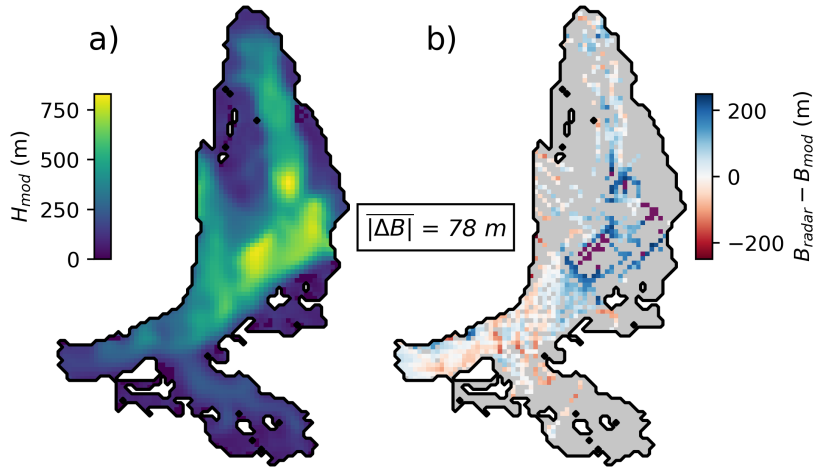 a)
b)
750
500
250
0
H_mod (m)
200
0
−200
B_radar − B_mod (m)
|ΔB| = 78 m